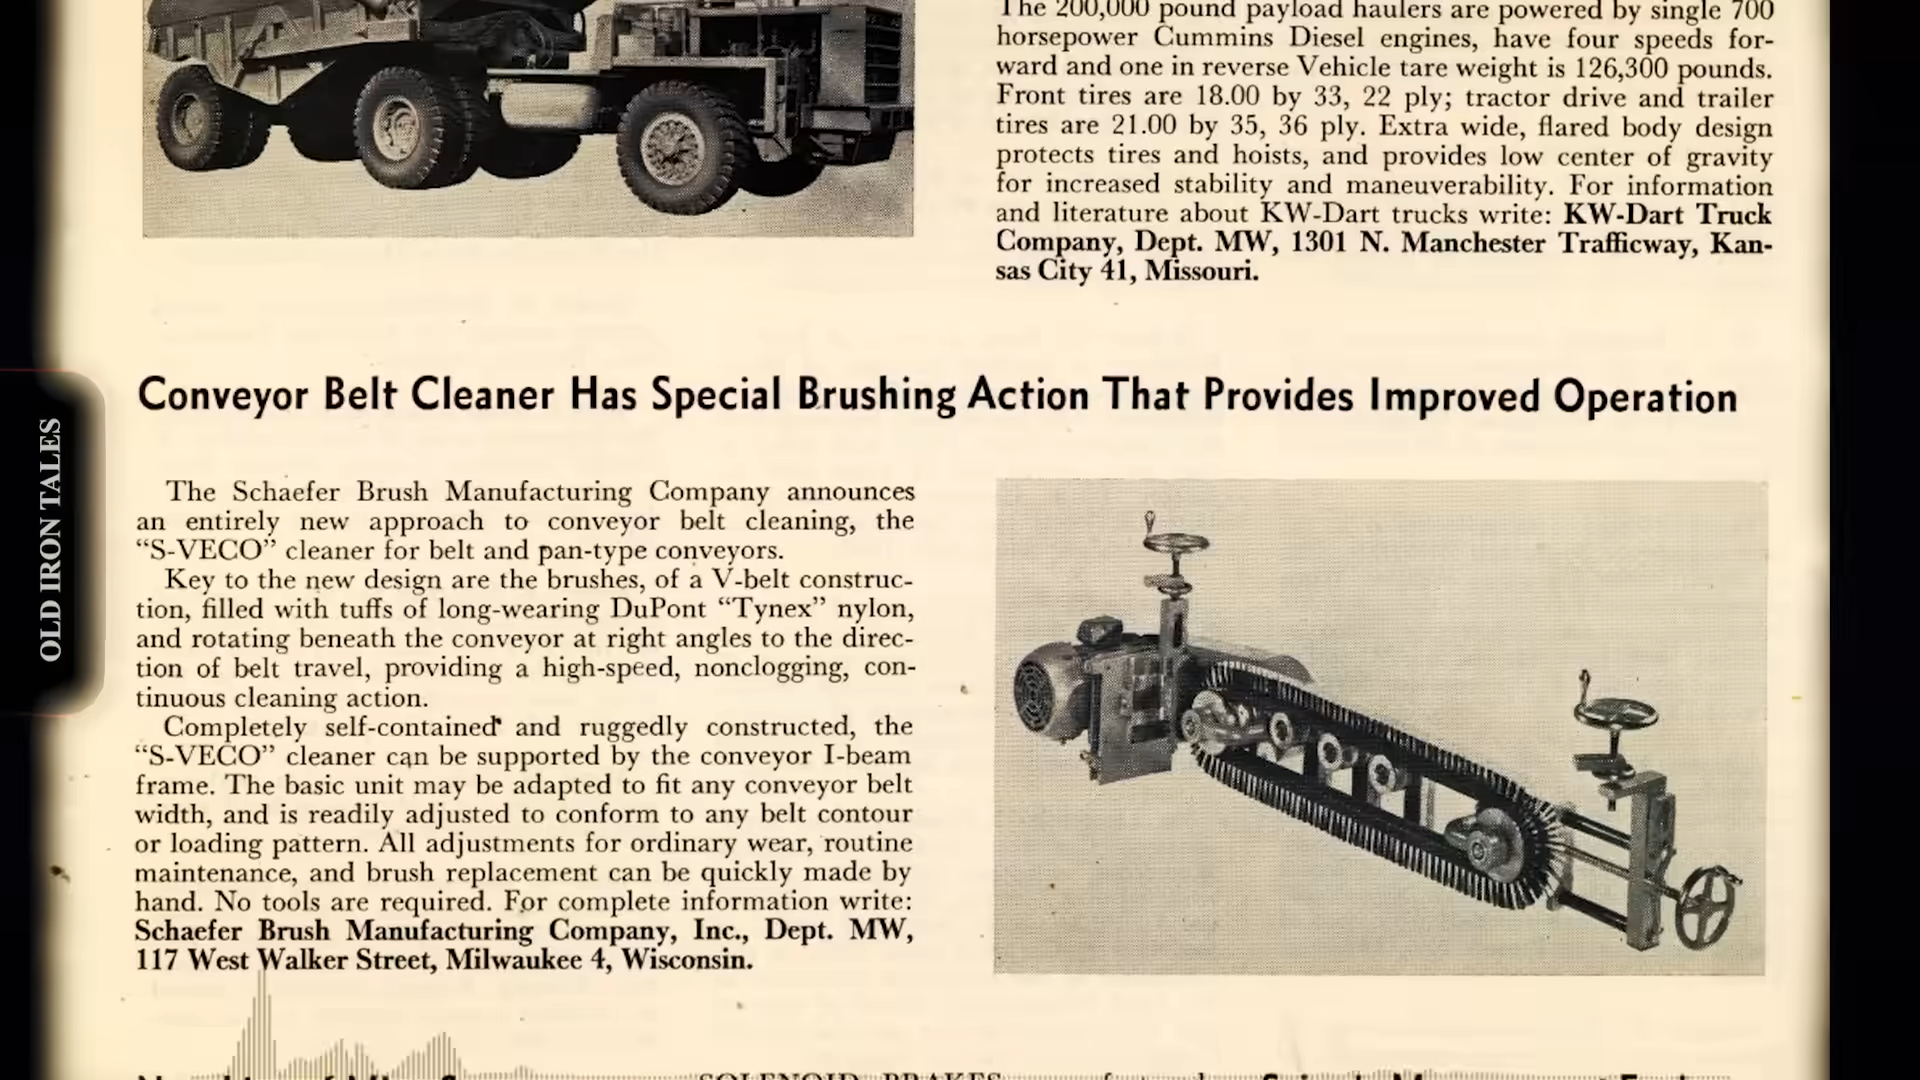 The 200,000 pound payload haulers are powered by single 700
horsepower Cummins Diesel engines, have four speeds for-
ward and one in reverse Vehicle tare weight is 126,300 pounds.
Front tires are 18.00 by 33, 22 ply; tractor drive and trailer
tires are 21.00 by 35, 36 ply. Extra wide, flared body design
protects tires and hoists, and provides low center of gravity
for increased stability and maneuverability. For information
and literature about KW-Dart trucks write: KW-Dart Truck
Company, Dept. MW, 1301 N. Manchester Trafficway, Kan-
sas City 41, Missouri.
Conveyor Belt Cleaner Has Special Brushing Action That Provides Improved Operation
OLD IRON TALES
The Schaefer Brush Manufacturing Company announces
an entirely new approach to conveyor belt cleaning, the
“S-VECO” cleaner for belt and pan-type conveyors.
Key to the new design are the brushes, of a V-belt construc-
tion, filled with tuffs of long-wearing DuPont “Tynex” nylon,
and rotating beneath the conveyor at right angles to the direc-
tion of belt travel, providing a high-speed, nonclogging, con-
tinuous cleaning action.
Completely self-contained and ruggedly constructed, the
“S-VECO” cleaner can be supported by the conveyor I-beam
frame. The basic unit may be adapted to fit any conveyor belt
width, and is readily adjusted to conform to any belt contour
or loading pattern. All adjustments for ordinary wear, routine
maintenance, and brush replacement can be quickly made by
hand. No tools are required. For complete information write:
Schaefer Brush Manufacturing Company, Inc., Dept. MW,
117 West Walker Street, Milwaukee 4, Wisconsin.
SOLENOID BRAKES